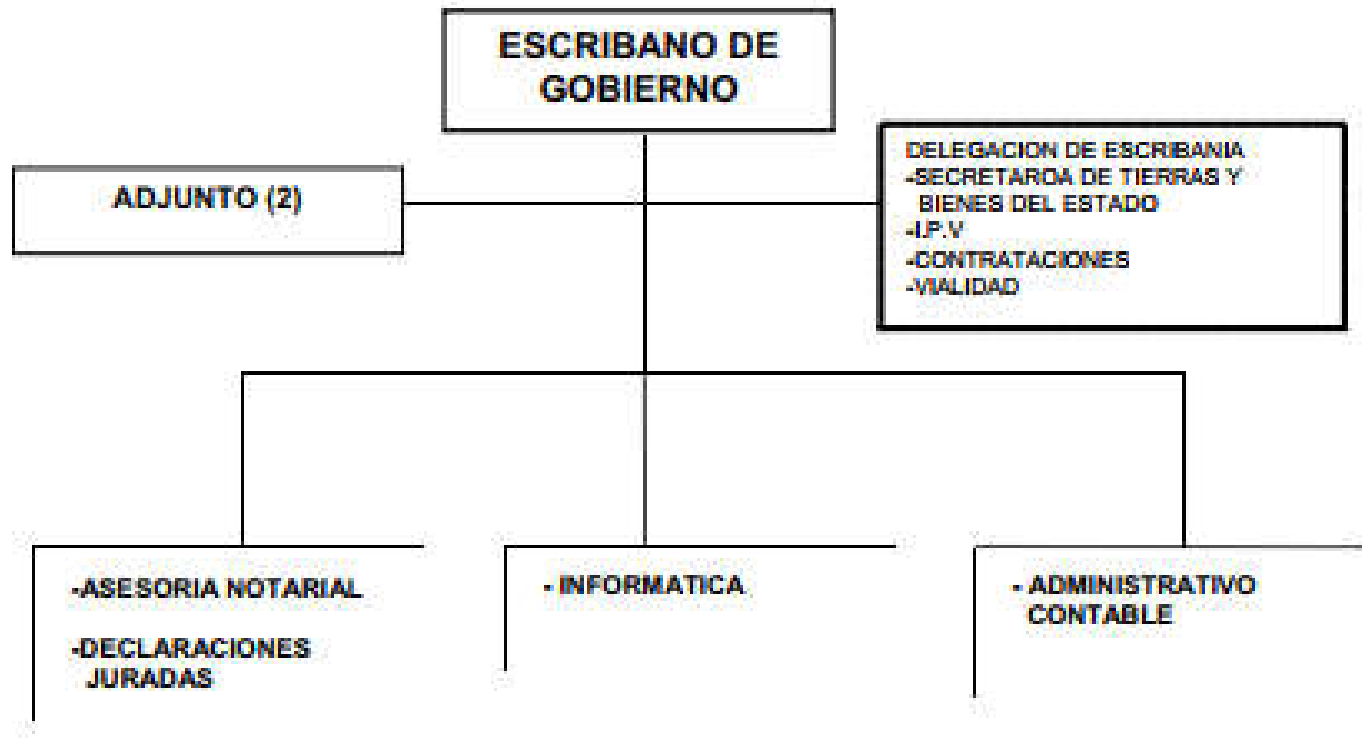 ESCRIBANO DE
GOBIERNO
ADJUNTO (2)
DELEGACION DE ESCRIBANIA
-SECRETAROA DE TIERRAS Y
BIENES DEL ESTADO
-I.P.V
-CONTRATACIONES
-VIALIDAD
-ASESORIA NOTARIAL
-DECLARACIONES
JURADAS
- INFORMATICA
- ADMINISTRATIVO
CONTABLE